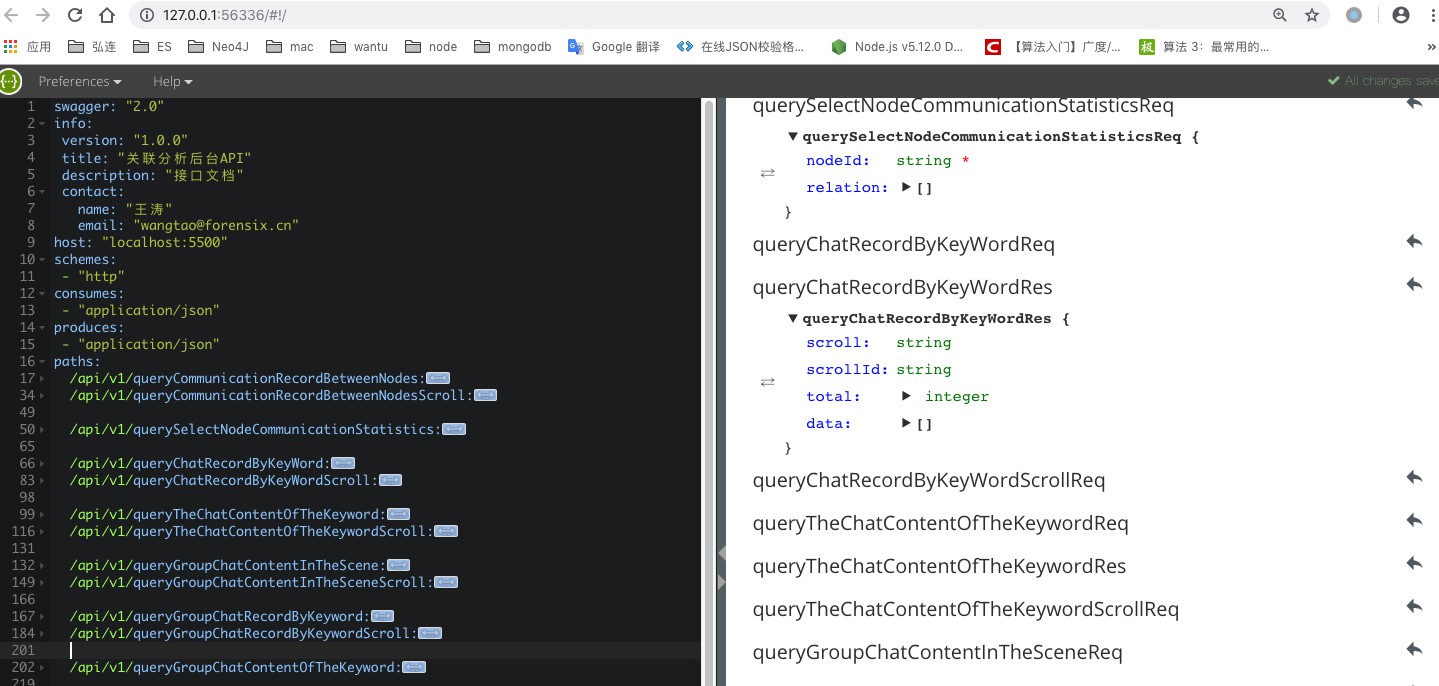 127.0.0.1:56336/#!/
应用 弘连 ES Neo4J mac wantu node mongodb Google 翻译 在线JSON校验格... Node.js v5.12.0 D... 【算法入门】广度/... 算法 3：最常用的... »
Preferences Help All changes save
1 swagger: "2.0"
2 info:
3 version: "1.0.0"
4 title: "关联分析后台API"
5 description: "接口文档"
6 contact:
7 name: "王涛"
8 email: "wangtao@forensix.cn"
9 host: "localhost:5500"
10 schemes:
11 - "http"
12 consumes:
13 - "application/json"
14 produces:
15 - "application/json"
16 paths:
17 /api/v1/queryCommunicationRecordBetweenNodes:
34 /api/v1/queryCommunicationRecordBetweenNodesScroll:
49
50 /api/v1/querySelectNodeCommunicationStatistics:
65
66 /api/v1/queryChatRecordByKeyWord:
83 /api/v1/queryChatRecordByKeyWordScroll:
98
99 /api/v1/queryTheChatContentOfTheKeyword:
116 /api/v1/queryTheChatContentOfTheKeywordScroll:
131
132 /api/v1/queryGroupChatContentInTheScene:
149 /api/v1/queryGroupChatContentInTheSceneScroll:
166
167 /api/v1/queryGroupChatRecordByKeyword:
184 /api/v1/queryGroupChatRecordByKeywordScroll:
201
202 /api/v1/queryGroupChatContentOfTheKeyword:
219
querySelectNodeCommunicationStatisticsReq
querySelectNodeCommunicationStatisticsReq {
nodeId: string *
relation: []
}
queryChatRecordByKeyWordReq
queryChatRecordByKeyWordRes
queryChatRecordByKeyWordRes {
scroll: string
scrollId: string
total: integer
data: []
}
queryChatRecordByKeyWordScrollReq
queryTheChatContentOfTheKeywordReq
queryTheChatContentOfTheKeywordRes
queryTheChatContentOfTheKeywordScrollReq
queryGroupChatContentInTheSceneReq